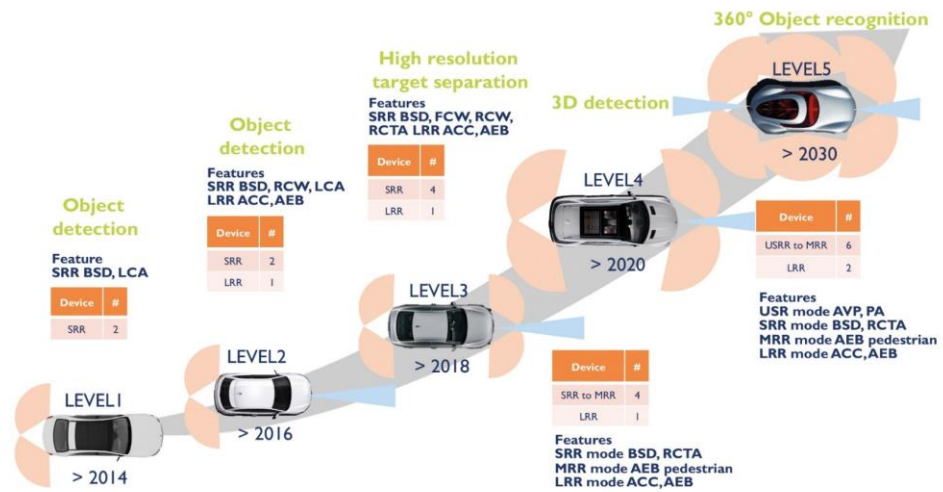 Object
detection
Feature
SRR BSD, LCA
Device #
SRR 2
LEVEL1
> 2014
Object
detection
Features
SRR BSD, RCW, LCA
LRR ACC, AEB
Device #
SRR 2
LRR 1
LEVEL2
> 2016
High resolution
target separation
Features
SRR BSD, FCW, RCW,
RCTA LRR ACC, AEB
Device #
SRR 4
LRR 1
LEVEL3
> 2018
3D detection
LEVEL4
> 2020
Device #
SRR to MRR 4
LRR 1
Features
SRR mode BSD, RCTA
MRR mode AEB pedestrian
LRR mode ACC, AEB
360° Object recognition
LEVEL5
> 2030
Device #
USRR to MRR 6
LRR 2
Features
USR mode AVP, PA
SRR mode BSD, RCTA
MRR mode AEB pedestrian
LRR mode ACC, AEB